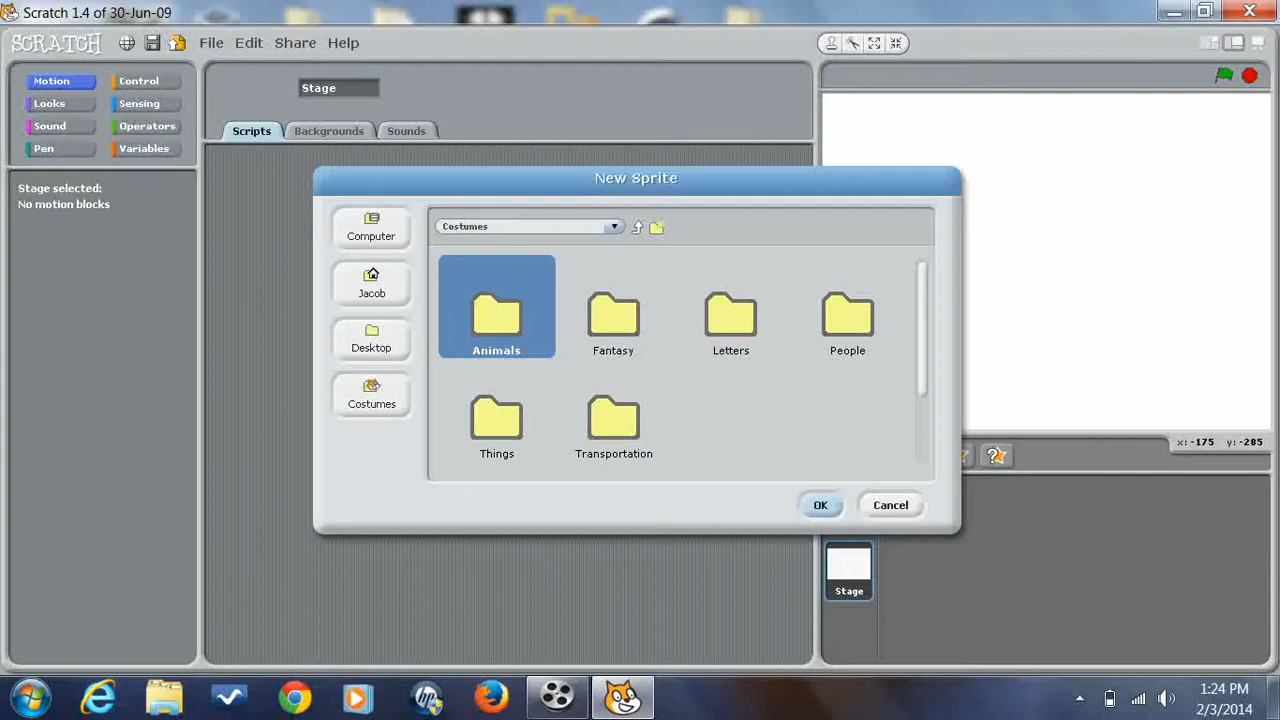 Scratch 1.4 of 30-Jun-09
SCRATCH File Edit Share Help
Motion Control
Looks Sensing
Sound Operators
Pen Variables
Stage selected:
No motion blocks
Stage
Scripts Backgrounds Sounds
New Sprite
Computer
Jacob
Desktop
Costumes
Costumes
Animals Fantasy Letters People
Things Transportation
OK Cancel
x: -175 y: -285
Stage
1:24 PM
2/3/2014